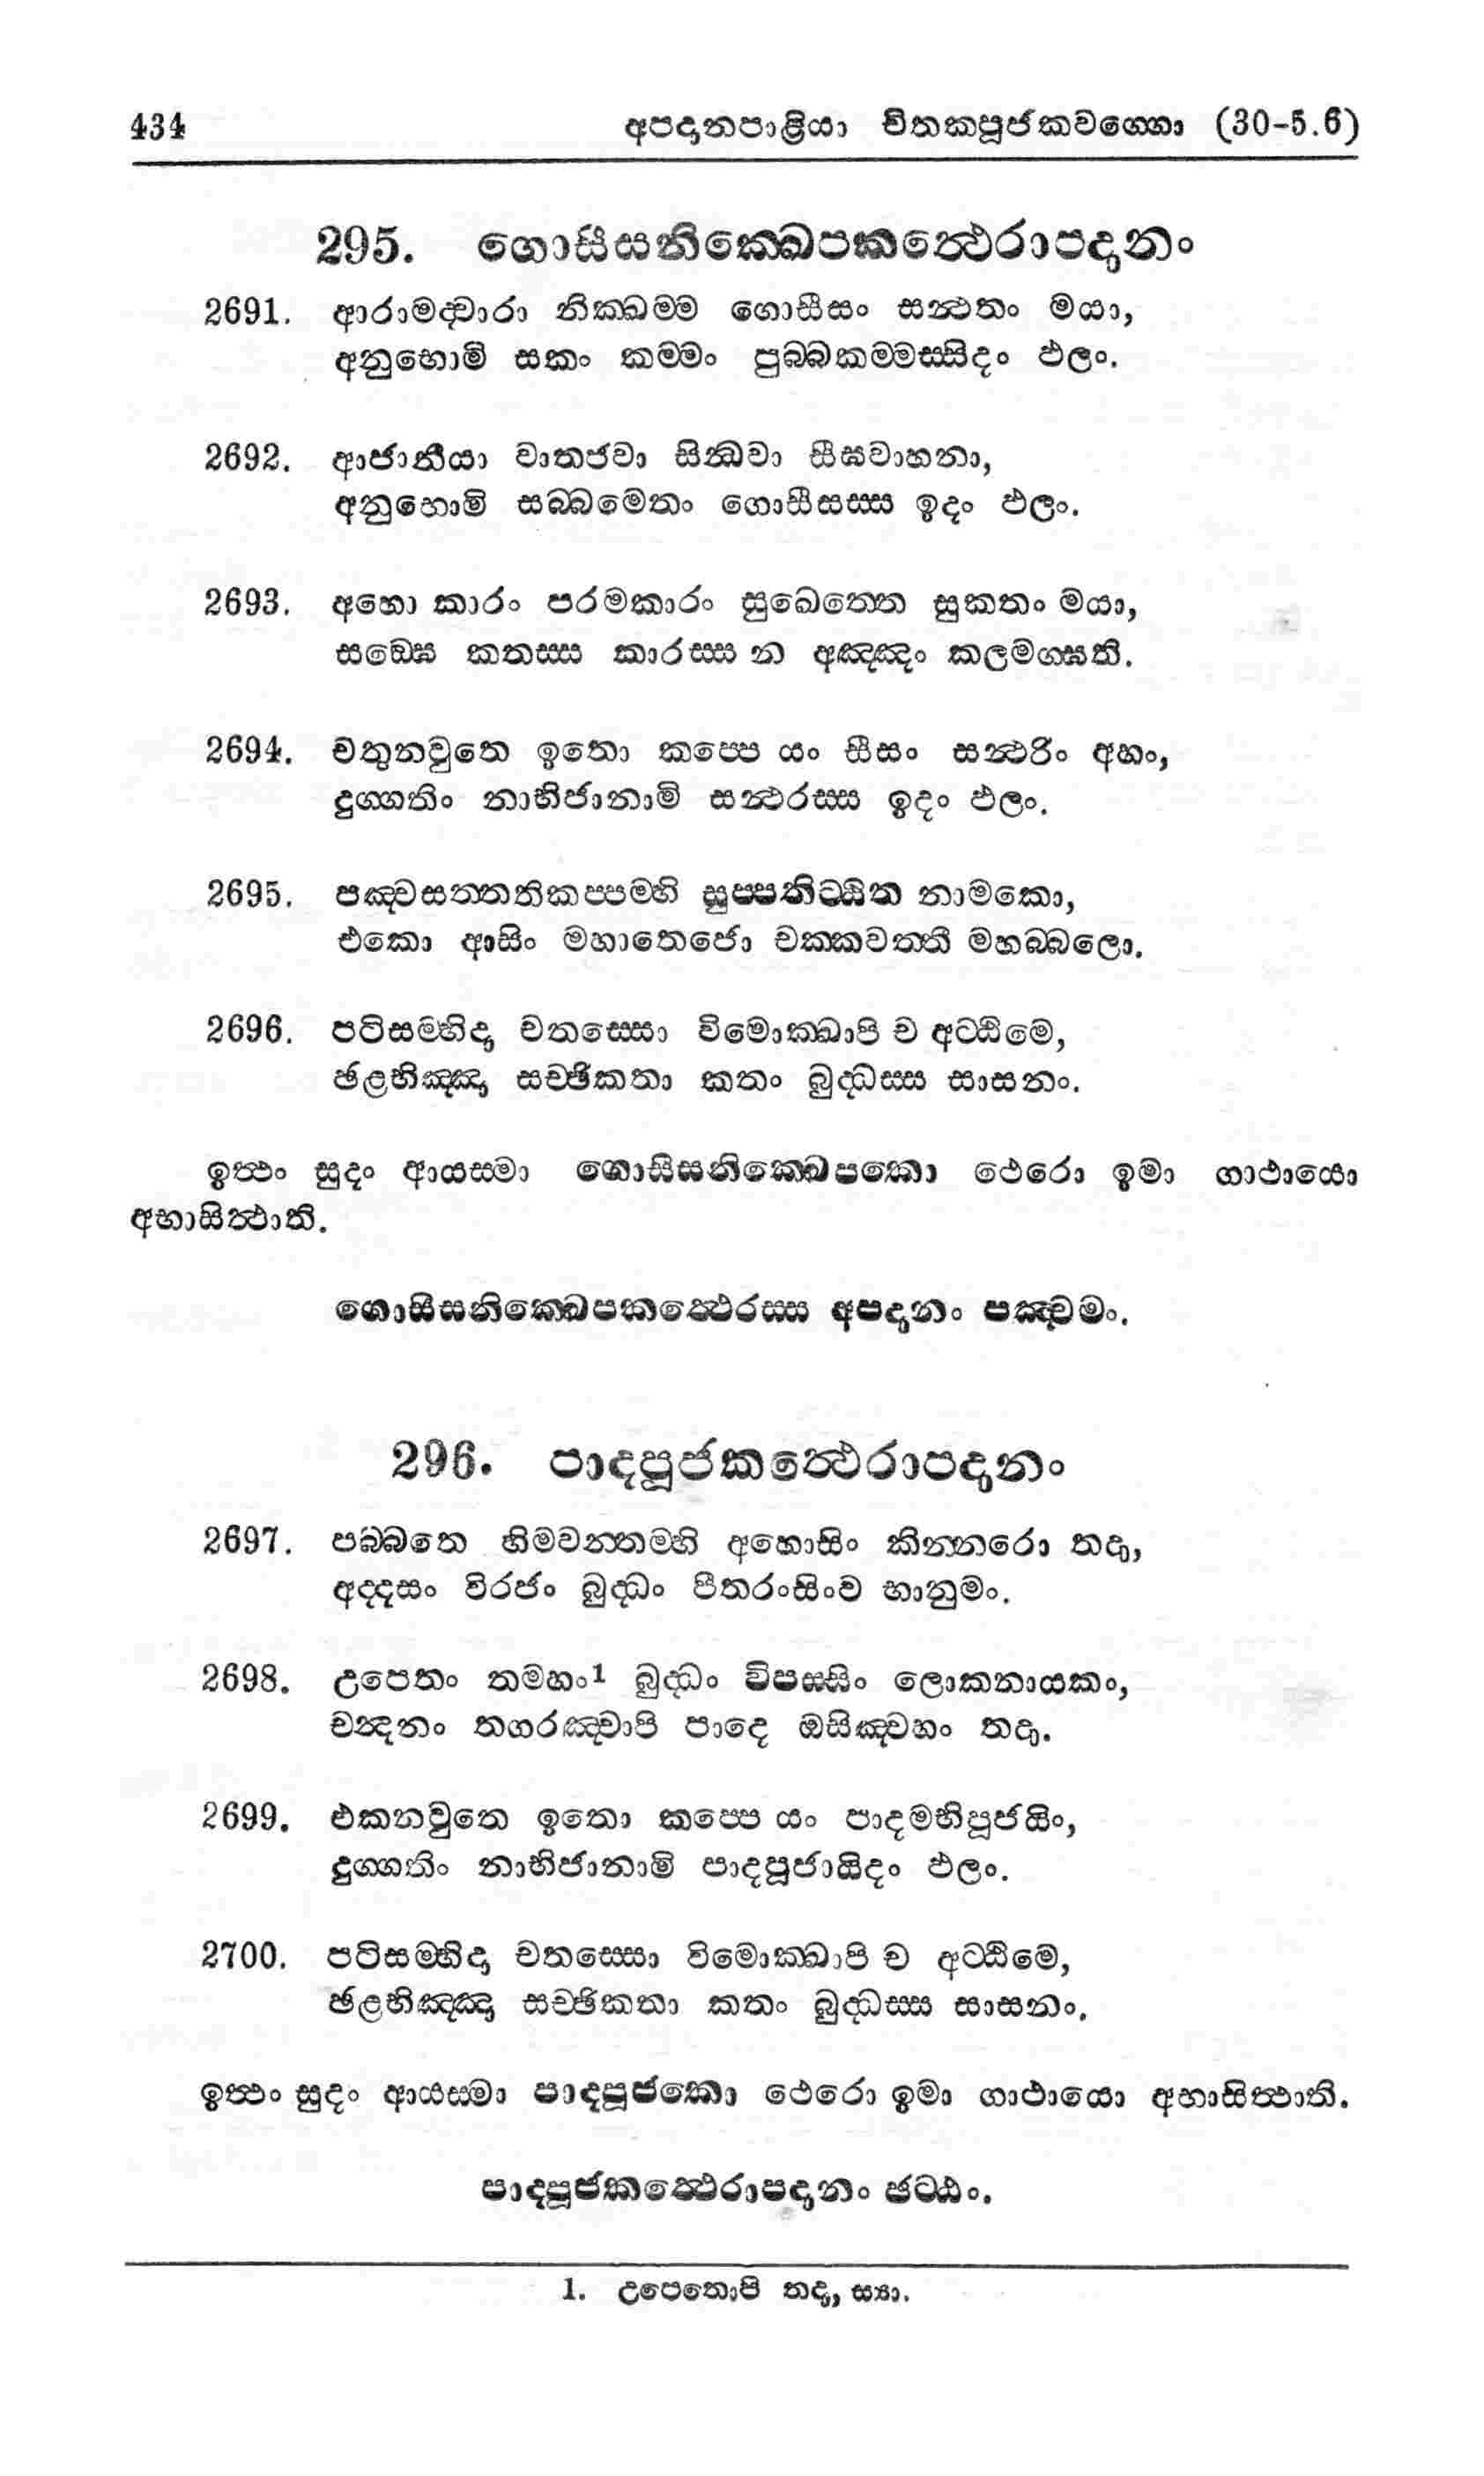 434 අපදානපාළියා චිතකපූජකවග්ගො (30-5.6)
295. ගොසීසනික්ඛෙපකත්ථෙරාපදානං
2691. ආරාමද්වාරා නික්ඛම්ම ගොසීසං සන්ථතං මයා,
අනුභොමි සකං කම්මං පුබ්බකම්මස්සිදං ඵලං.
2692. ආජානීයා වාතජවා සින්ධවා සීඝවාහනා,
අනුභොමි සබ්බමෙතං ගොසීසස්ස ඉදං ඵලං.
2693. අහො කාරං පරමකාරං සුඛෙත්තෙ සුකතං මයා,
සඞ්ඝෙ කතස්ස කාරස්ස න අඤ්ඤං කලමග්ඝති.
2694. චතුනවුතෙ ඉතො කප්පෙ යං සීසං සන්ථරිං අහං,
දුග්ගතිං නාභිජානාමි සන්ථරස්ස ඉදං ඵලං.
2695. පඤ්චසත්තතිකප්පම්හි සුප්පතිට්ඨිත නාමකො,
එකො ආසිං මහාතෙජො චක්කවත්තී මහබ්බලො.
2696. පටිසම්භිදා චතස්සො විමොක්ඛාපි ච අට්ඨිමෙ,
ඡළභිඤ්ඤා සච්ඡිකතා කතං බුද්ධස්ස සාසනං.
ඉත්ථං සුදං ආයස්මා ගොසීසනික්ඛෙපකො ථෙරො ඉමා ගාථායො
අභාසිත්ථාති.
ගොසීසනික්ඛෙපකත්ථෙරස්ස අපදානං පඤ්චමං.
296. පාදපූජකත්ථෙරාපදානං
2697. පබ්බතෙ හිමවන්තම්හි අහොසිං කින්නරො තදා,
අද්දසං විරජං බුද්ධං පීතරංසිංව භානුමං.
2698. උපෙතං තමහං1 බුද්ධං විපස්සිං ලොකනායකං,
චන්දනං තගරඤ්චාපි පාදෙ ඔසිඤ්චහං තදා.
2699. එකනවුතෙ ඉතො කප්පෙ යං පාදමභිපූජයිං,
දුග්ගතිං නාභිජානාමි පාදපූජායිදං ඵලං.
2700. පටිසම්භිදා චතස්සො විමොක්ඛාපි ච අට්ඨිමෙ,
ඡළභිඤ්ඤා සච්ඡිකතා කතං බුද්ධස්ස සාසනං.
ඉත්ථං සුදං ආයස්මා පාදපූජකො ථෙරො ඉමා ගාථායො අභාසිත්ථාති.
පාදපූජකත්ථෙරාපදානං ඡට්ඨං.
1. උපෙතොපි තදා, ස්‍යා.